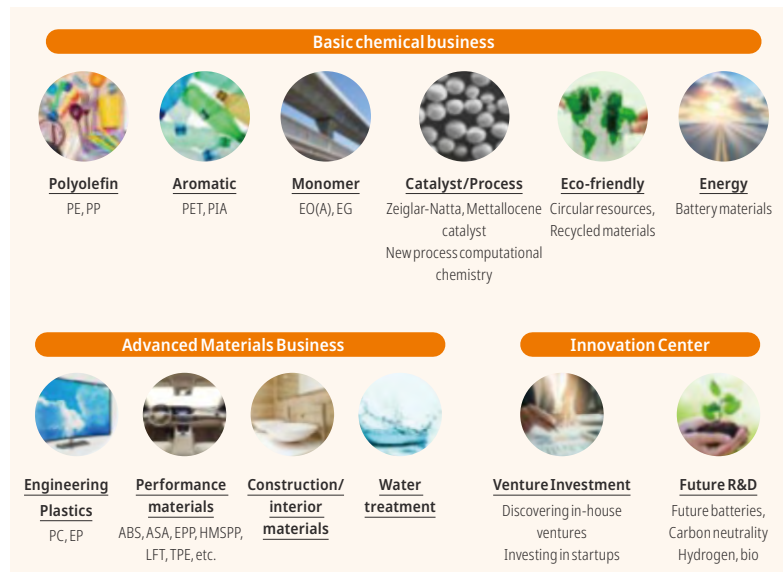 Basic chemical business
Polyolefin
PE, PP
Aromatic
PET, PIA
Monomer
EO(A), EG
Catalyst/Process
Zeiglar-Natta, Mettallocene
catalyst
New process computational
chemistry
Eco-friendly
Circular resources,
Recycled materials
Energy
Battery materials
Advanced Materials Business
Engineering
Plastics
PC, EP
Performance
materials
ABS, ASA, EPP, HMSPP,
LFT, TPE, etc.
Construction/
interior
materials
Water
treatment
Innovation Center
Venture Investment
Discovering in-house
ventures
Investing in startups
Future R&D
Future batteries,
Carbon neutrality
Hydrogen, bio